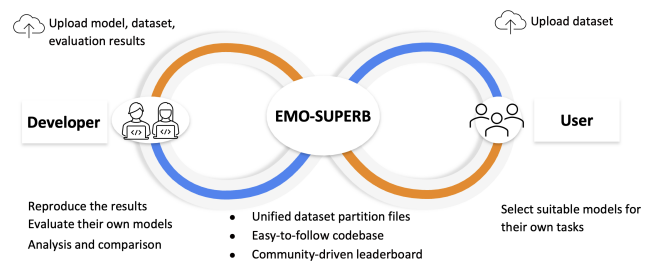 Upload model, dataset,
evaluation results
Upload dataset
Developer
</>
</>
EMO-SUPERB
User
Reproduce the results
Evaluate their own models
Analysis and comparison
• Unified dataset partition files
• Easy-to-follow codebase
• Community-driven leaderboard
Select suitable models for
their own tasks